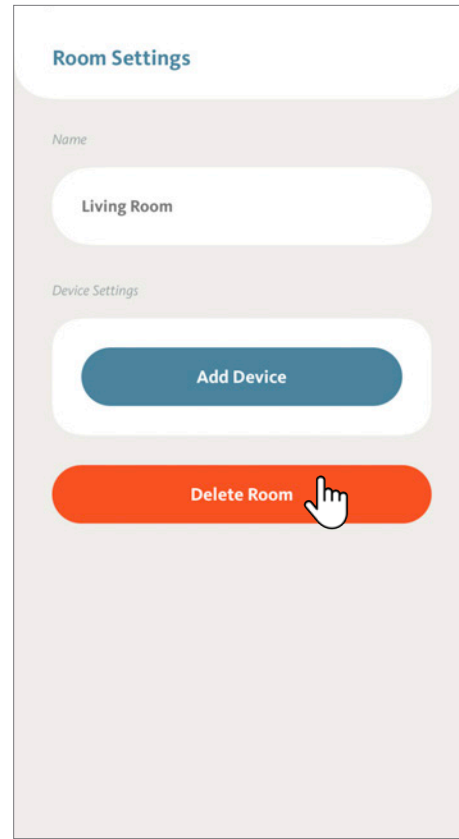 Room Settings
Name
Living Room
Device Settings
Add Device
Delete Room